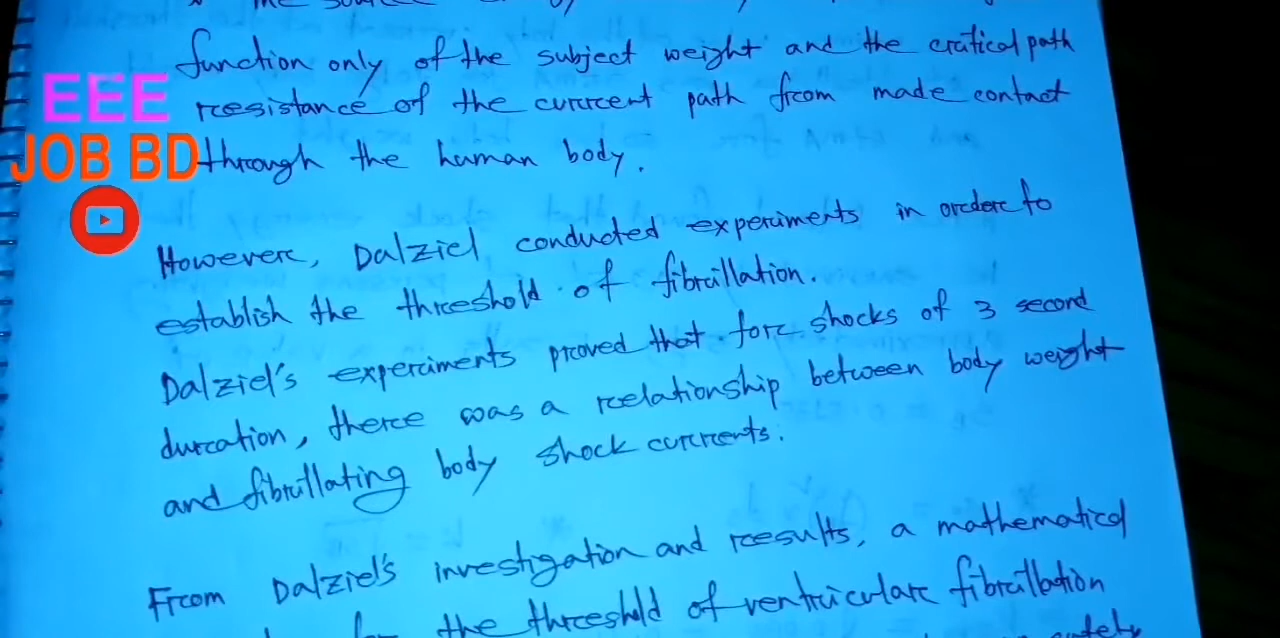 function only of the subject weight and the critical path
EEE
resistance of the current path from made contact
JOB BD
through the human body.
However, Dalziel conducted experiments in order to
establish the threshold of fibrillation.
Dalziel's experiments proved that for shocks of 3 second
duration, there was a relationship between body weight
and fibrillating body shock currents.
From Dalziel's investigation and results, a mathematical
the threshold of ventricular fibrillation